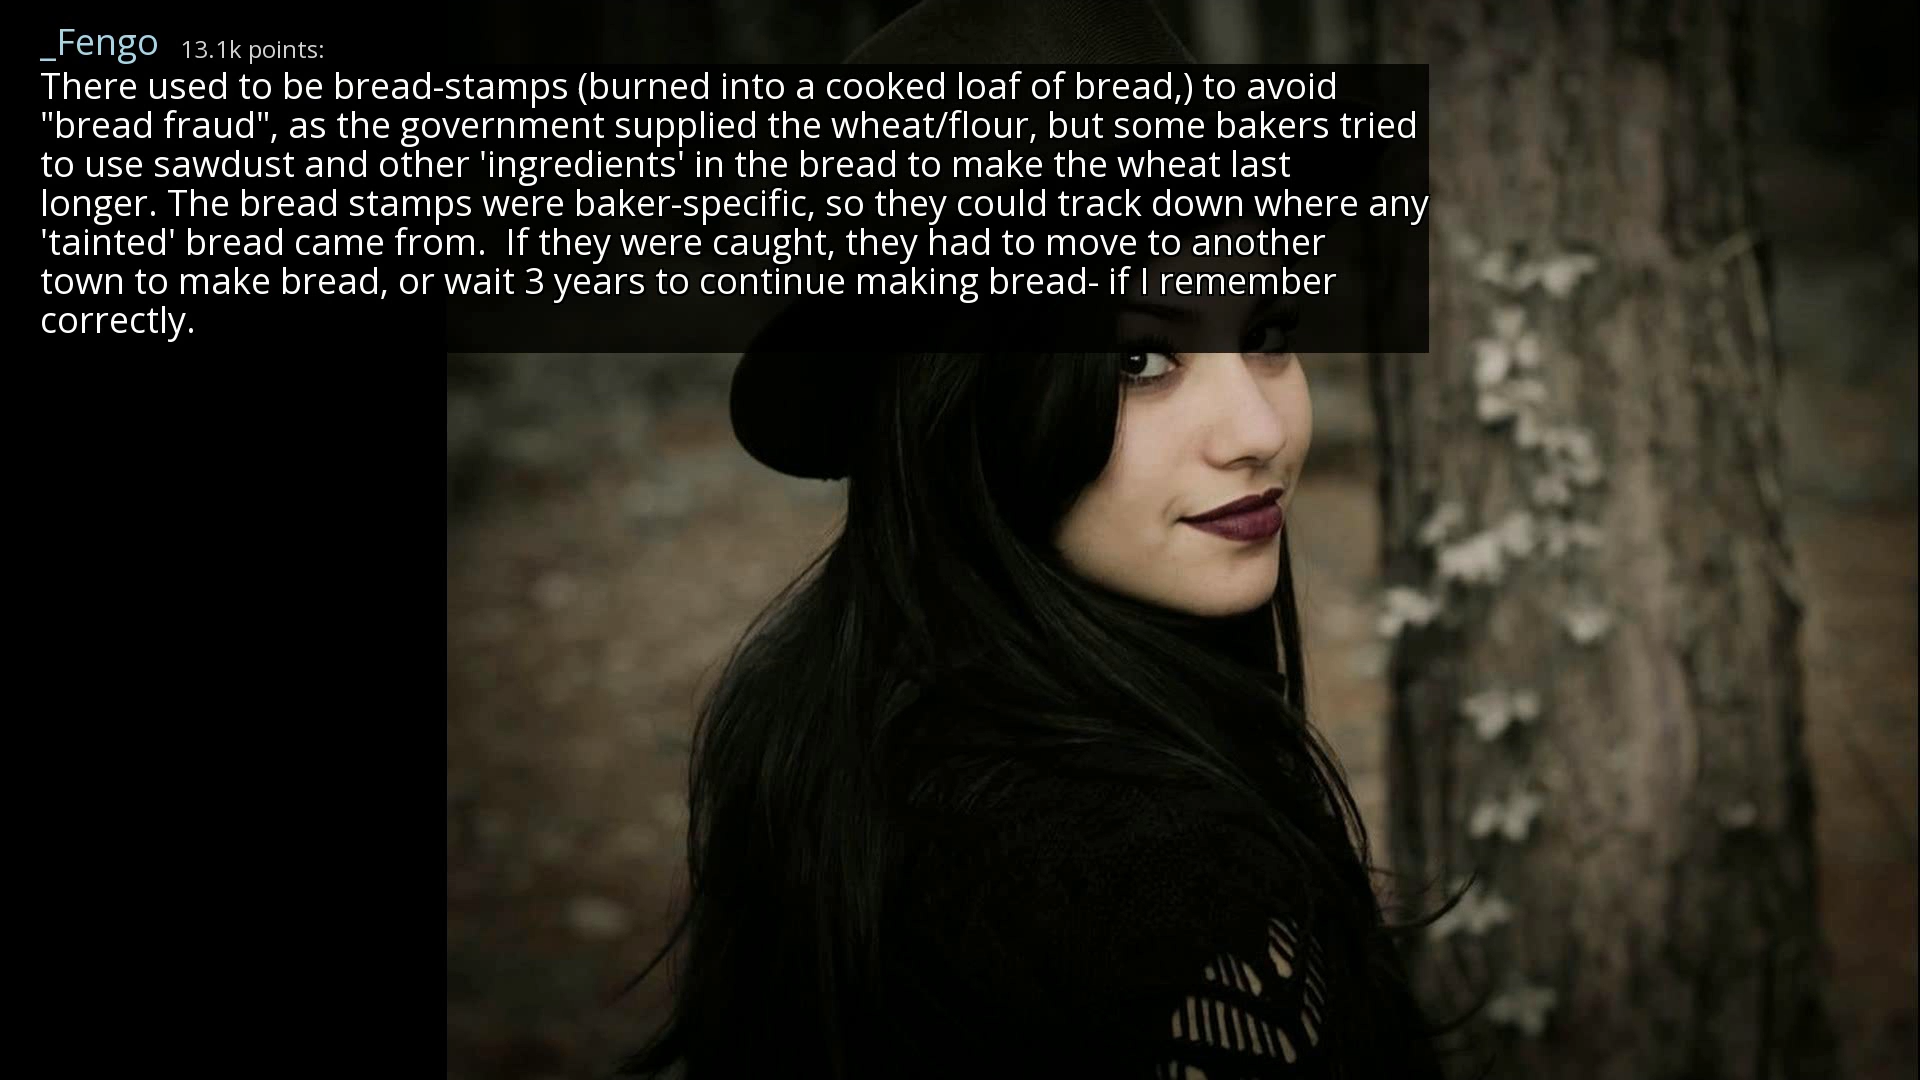 _Fengo 13.1k points:
There used to be bread-stamps (burned into a cooked loaf of bread,) to avoid
"bread fraud", as the government supplied the wheat/flour, but some bakers tried
to use sawdust and other 'ingredients' in the bread to make the wheat last
longer. The bread stamps were baker-specific, so they could track down where any
'tainted' bread came from.  If they were caught, they had to move to another
town to make bread, or wait 3 years to continue making bread- if I remember
correctly.